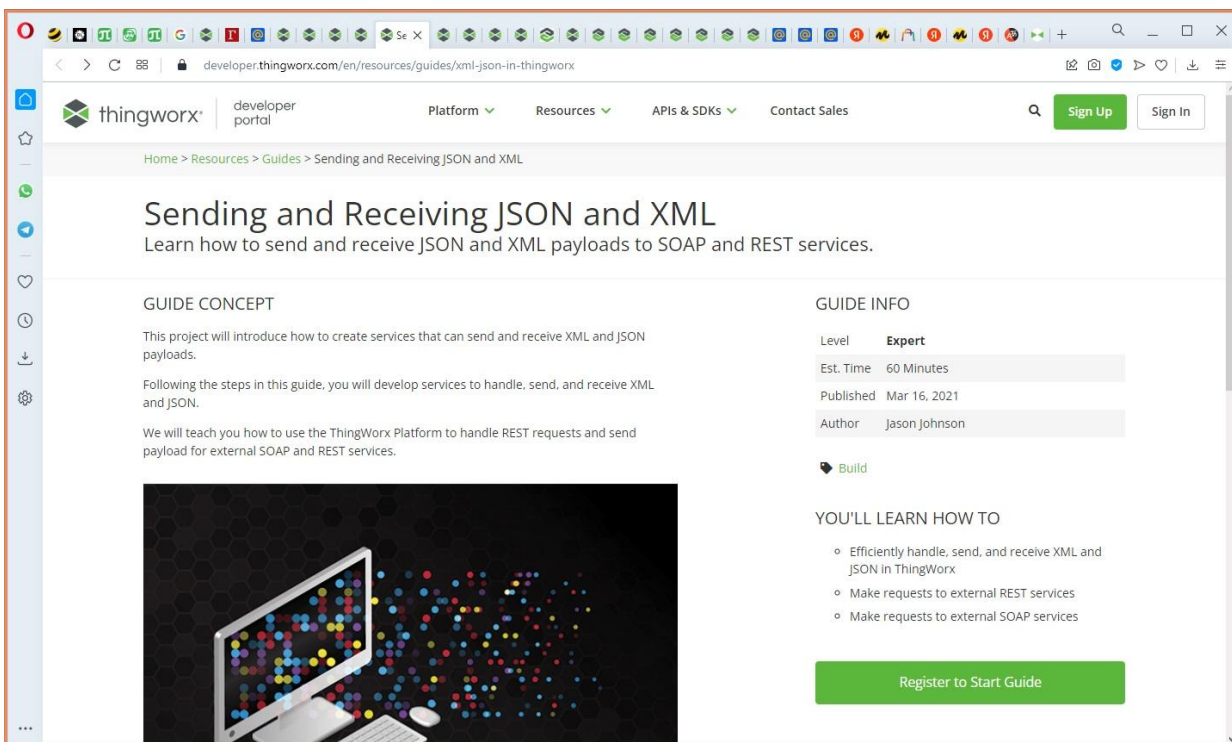 Se
developer.thingworx.com/en/resources/guides/xml-json-in-thingworx
thingworx
developer
portal
Platform
Resources
APIs & SDKs
Contact Sales
Sign Up
Sign In
Home > Resources > Guides > Sending and Receiving JSON and XML
Sending and Receiving JSON and XML
Learn how to send and receive JSON and XML payloads to SOAP and REST services.
GUIDE CONCEPT
This project will introduce how to create services that can send and receive XML and JSON
payloads.
Following the steps in this guide, you will develop services to handle, send, and receive XML
and JSON.
We will teach you how to use the ThingWorx Platform to handle REST requests and send
payload for external SOAP and REST services.
GUIDE INFO
Level Expert
Est. Time 60 Minutes
Published Mar 16, 2021
Author Jason Johnson
Build
YOU'LL LEARN HOW TO
Efficiently handle, send, and receive XML and
JSON in ThingWorx
Make requests to external REST services
Make requests to external SOAP services
Register to Start Guide